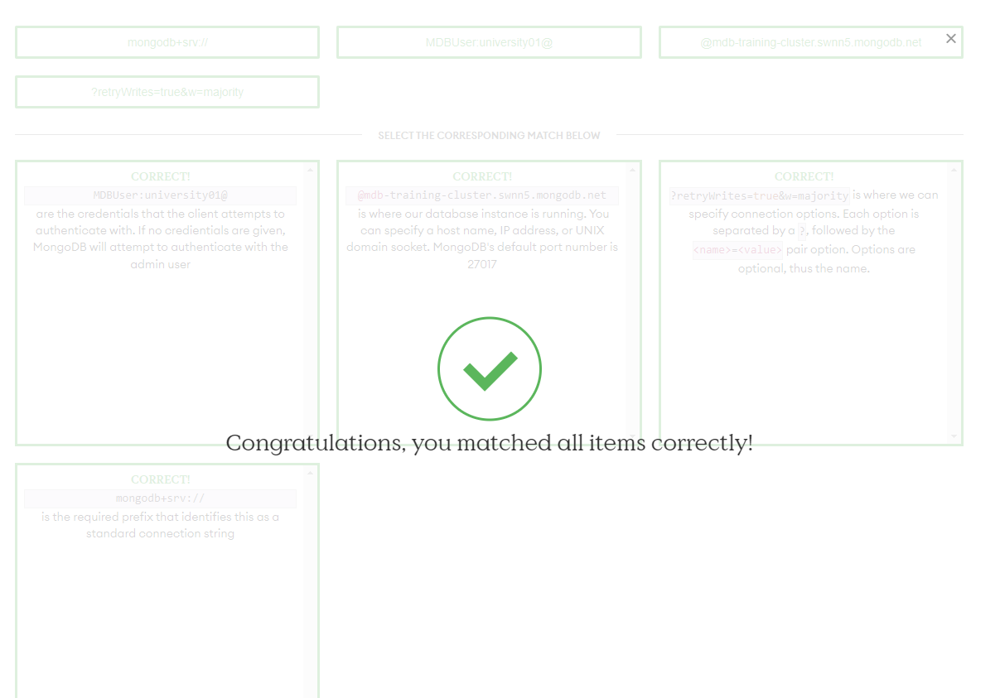 mongodb+srv://
MDBUser:university01@
@mdb-training-cluster.swnn5.mongodb.net
?retryWrites=true&w=majority
SELECT THE CORRESPONDING MATCH BELOW
CORRECT!
MDBUser:university01@
are the credentials that the client attempts to
authenticate with. If no credentials are given,
MongoDB will attempt to authenticate with the
admin user
CORRECT!
@mdb-training-cluster.swnn5.mongodb.net
is where our database instance is running. You
can specify a host name, IP address, or UNIX
domain socket. MongoDB's default port number is
27017
CORRECT!
?retryWrites=true&w=majority is where we can
specify connection options. Each option is
separated by a ?, followed by the
<name>=<value> pair option. Options are
optional, thus the name.
Congratulations, you matched all items correctly!
CORRECT!
mongodb+srv://
is the required prefix that identifies this as a
standard connection string